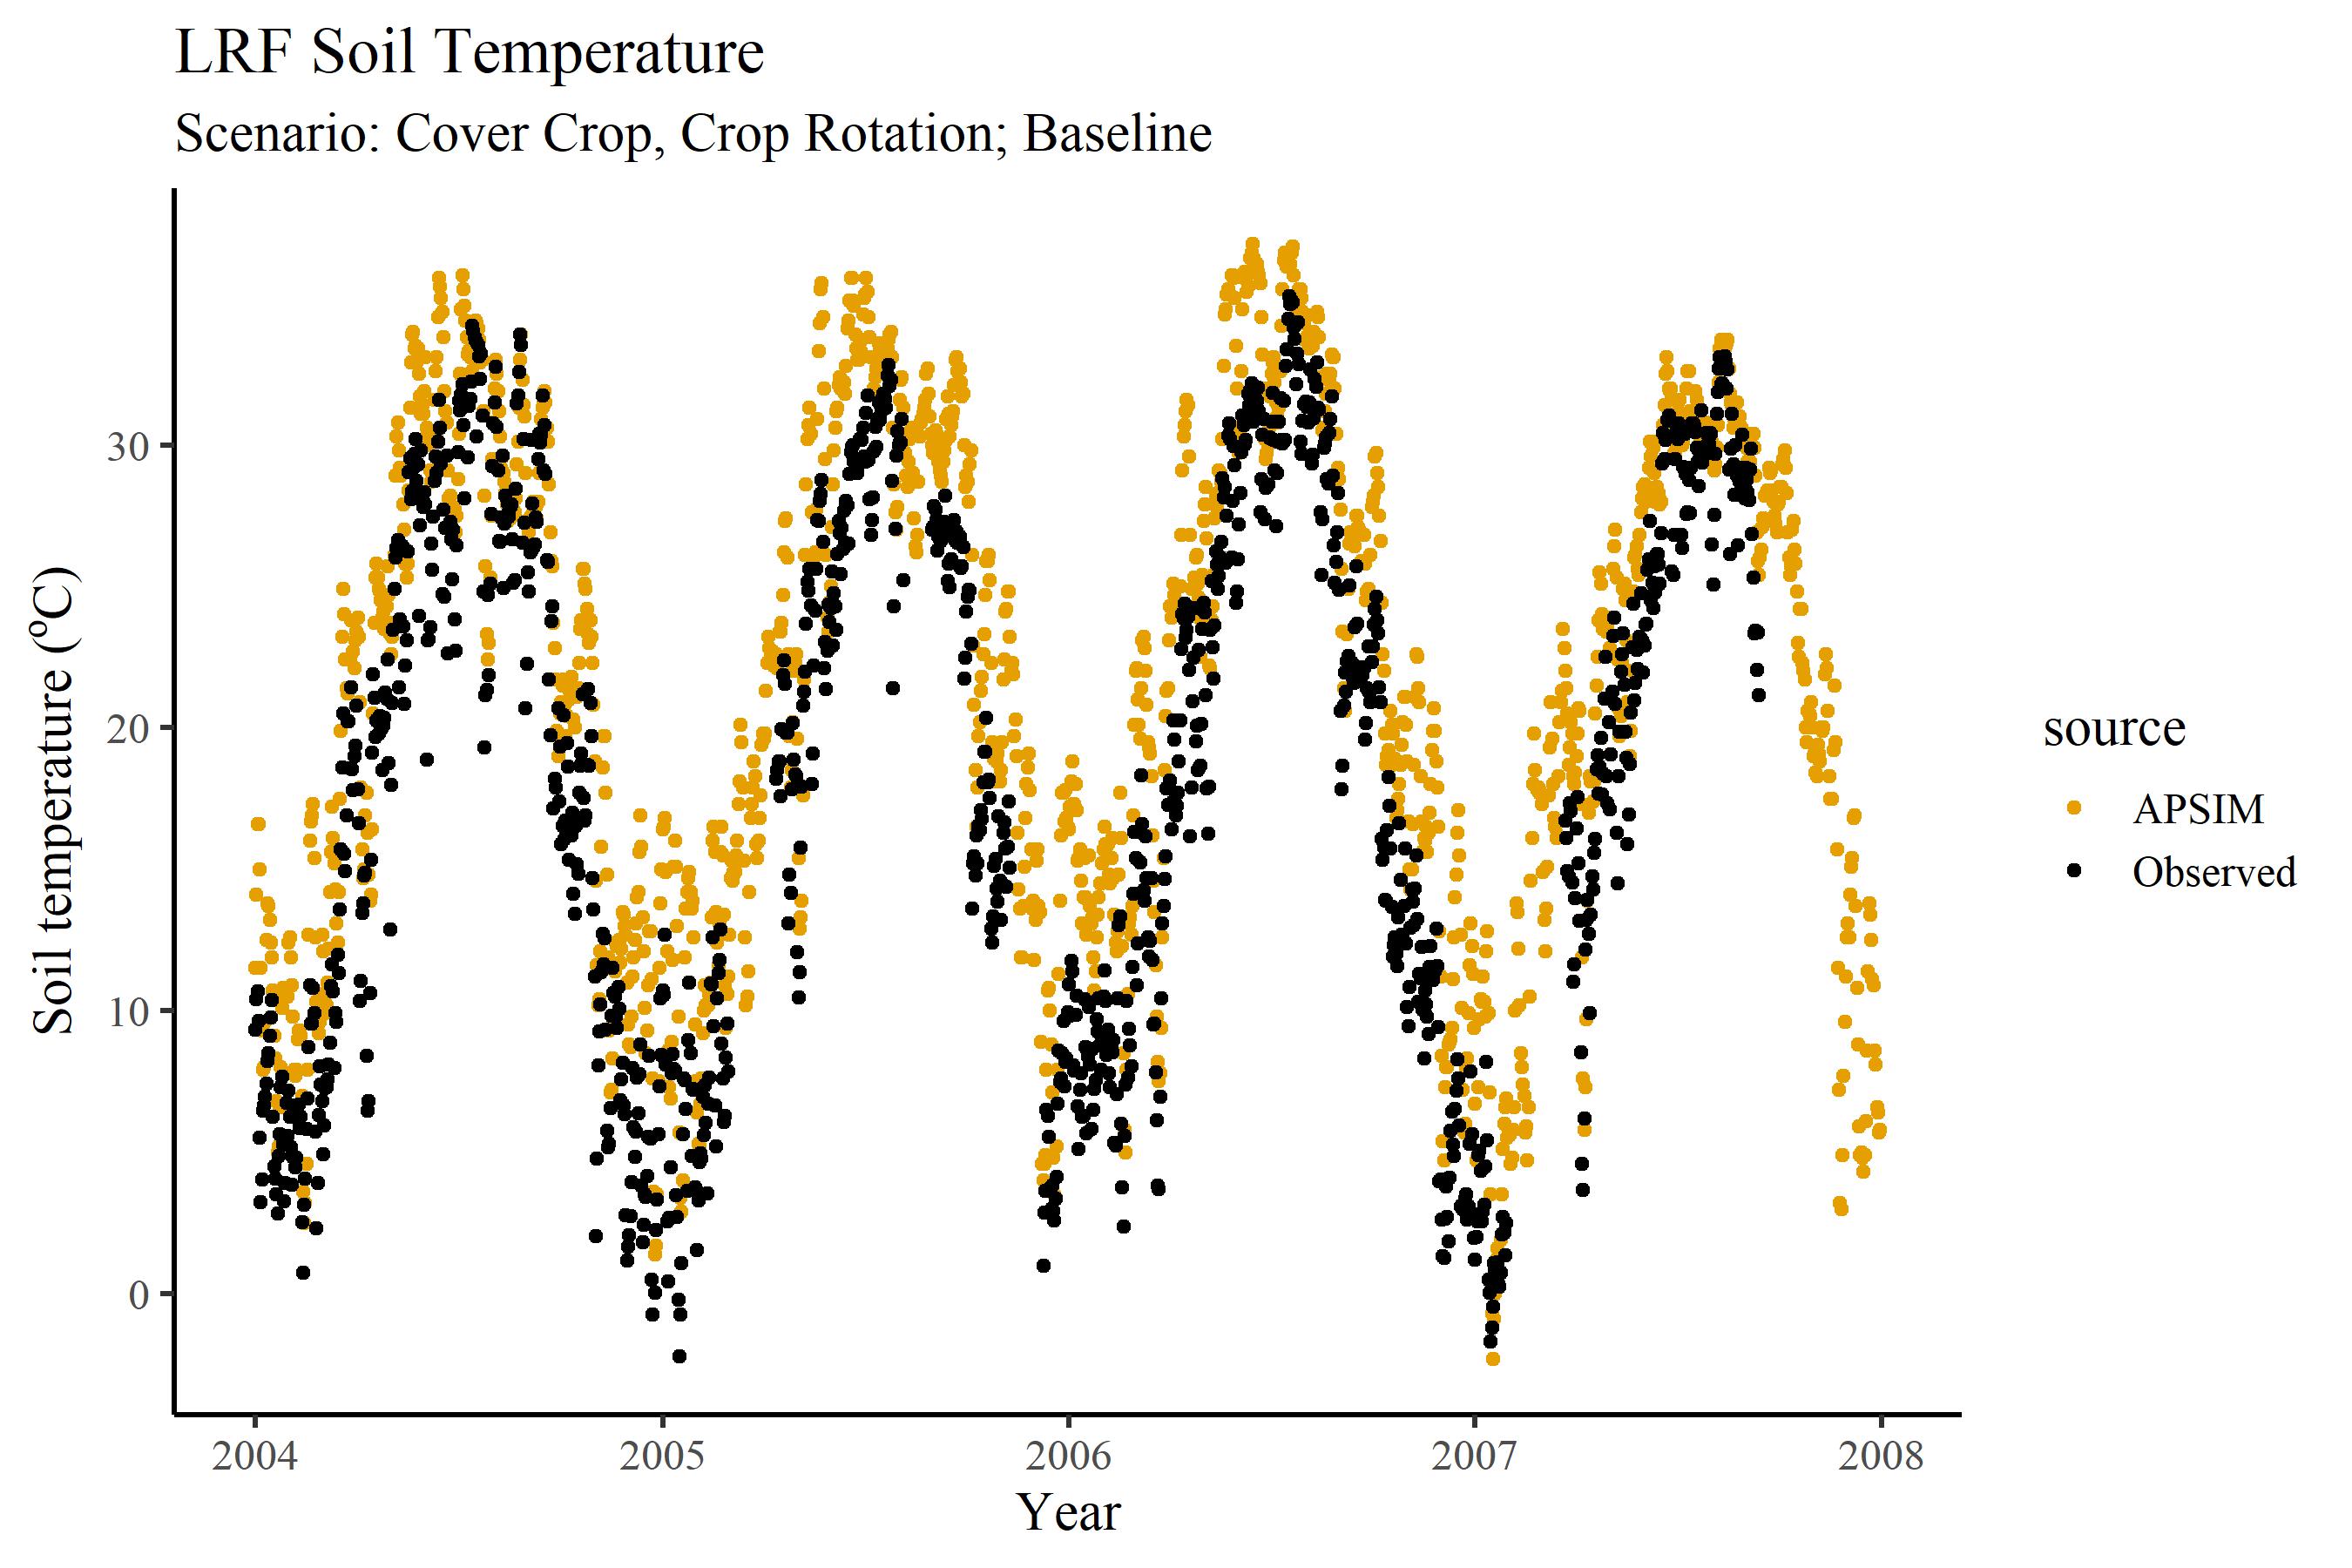 LRF Soil Temperature
Scenario: Cover Crop, Crop Rotation; Baseline
Soil temperature (ºC)
30
20
10
0
2004
2005
2006
2007
2008
Year
source
APSIM
Observed